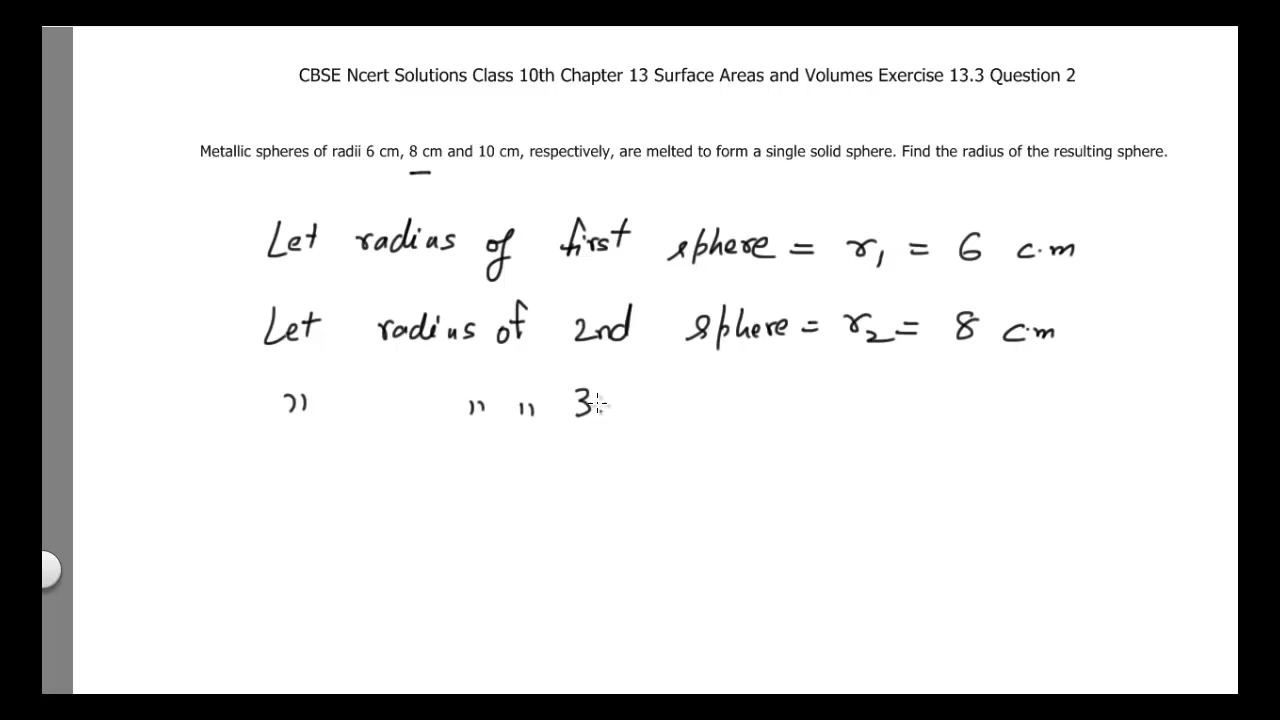 CBSE Ncert Solutions Class 10th Chapter 13 Surface Areas and Volumes Exercise 13.3 Question 2
Metallic spheres of radii 6 cm, 8 cm and 10 cm, respectively, are melted to form a single solid sphere. Find the radius of the resulting sphere.
Let radius of first sphere = r₁ = 6 c.m
Let radius of 2nd sphere = r₂ = 8 c.m
" " " 3